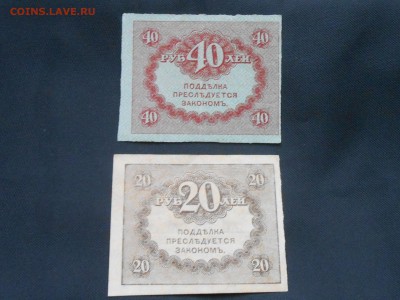 COINS.LAVE.RU
40 40
РУБ 40 ЛЕЙ
ПОДДѢЛКА
ПРЕСЛѢДУЕТСЯ
ЗАКОНОМЪ.
40 40
20 20
РУБ 20 ЛЕЙ
ПОДДѢЛКА
ПРЕСЛѢДУЕТСЯ
ЗАКОНОМЪ.
20 20